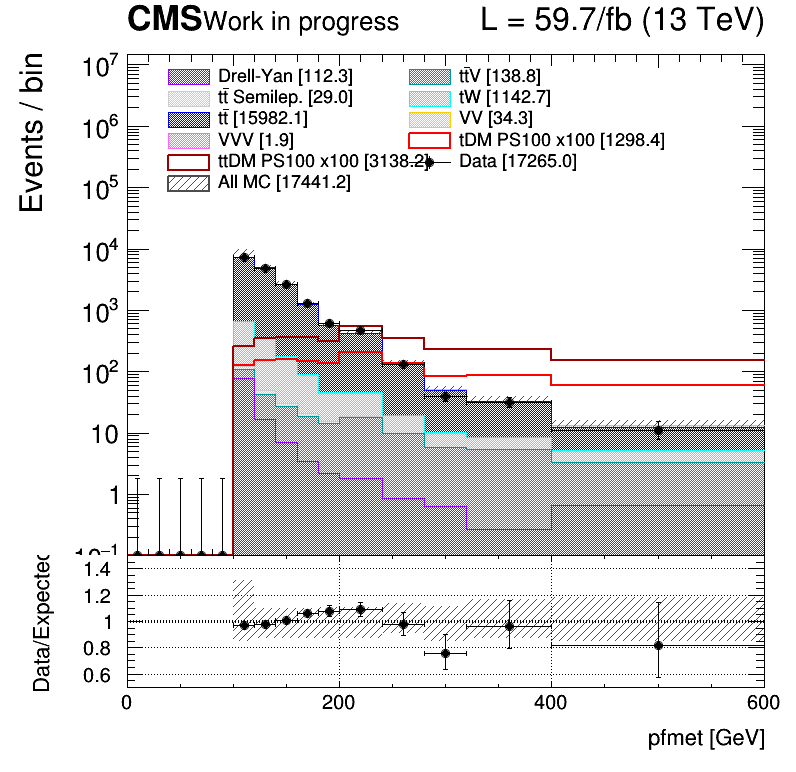 CMS Work in progress L = 59.7/fb (13 TeV)
Events / bin
10⁷
10⁶
10⁵
10⁴
10³
10²
10
1
10⁻¹
Drell-Yan [112.3] tt̄V [138.8]
tt̄ Semilep. [29.0] tW [1142.7]
tt̄ [15982.1] VV [34.3]
VVV [1.9] tDM PS100 x100 [1298.4]
ttDM PS100 x100 [3138.2] Data [17265.0]
All MC [17441.2]
Data/Expected
1.4
1.2
1
0.8
0.6
0 200 400 600
pfmet [GeV]